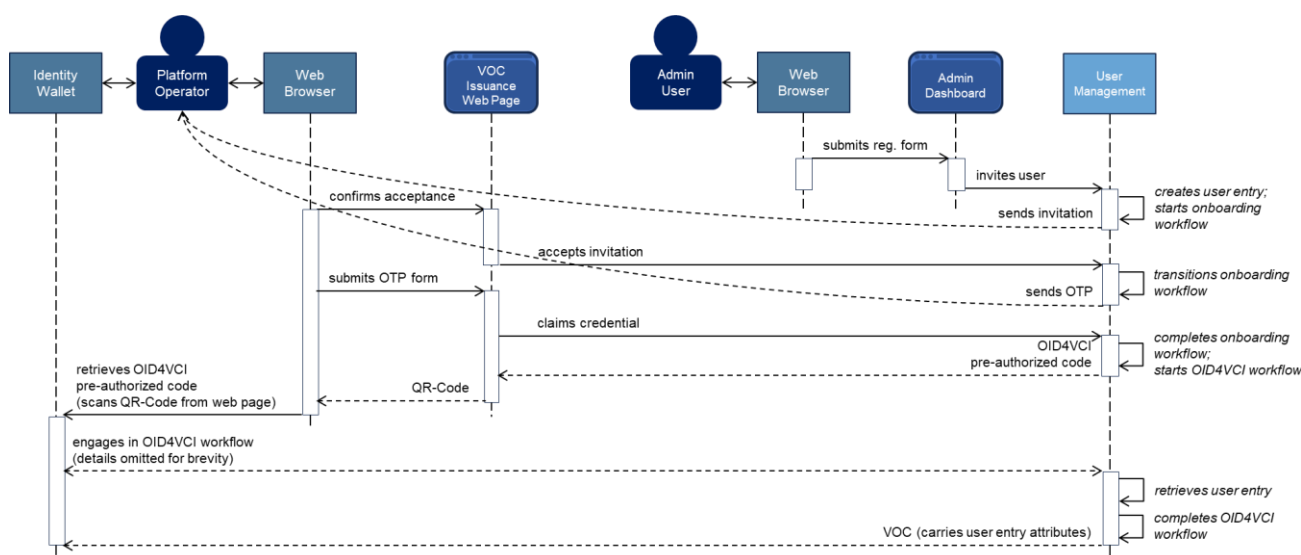 Identity
Wallet
Platform
Operator
Web
Browser
VOC
Issuance
Web Page
Admin
User
Web
Browser
Admin
Dashboard
User
Management
submits reg. form
invites user
creates user entry;
starts onboarding
workflow
confirms acceptance
sends invitation
accepts invitation
transitions onboarding
workflow
submits OTP form
sends OTP
claims credential
completes onboarding
workflow;
starts OID4VCI workflow
OID4VCI
pre-authorized code
retrieves OID4VCI
pre-authorized code
(scans QR-Code from web page)
QR-Code
engages in OID4VCI workflow
(details omitted for brevity)
retrieves user entry
completes OID4VCI
workflow
VOC (carries user entry attributes)